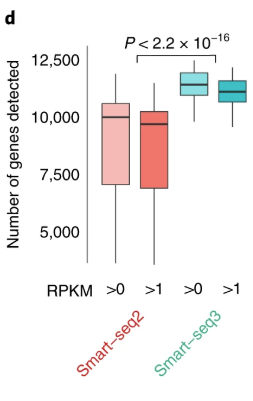 d
P < 2.2 × 10⁻¹⁶
12,500
10,000
7,500
5,000
Number of genes detected
RPKM >0 >1 >0 >1
Smart–seq2
Smart–seq3